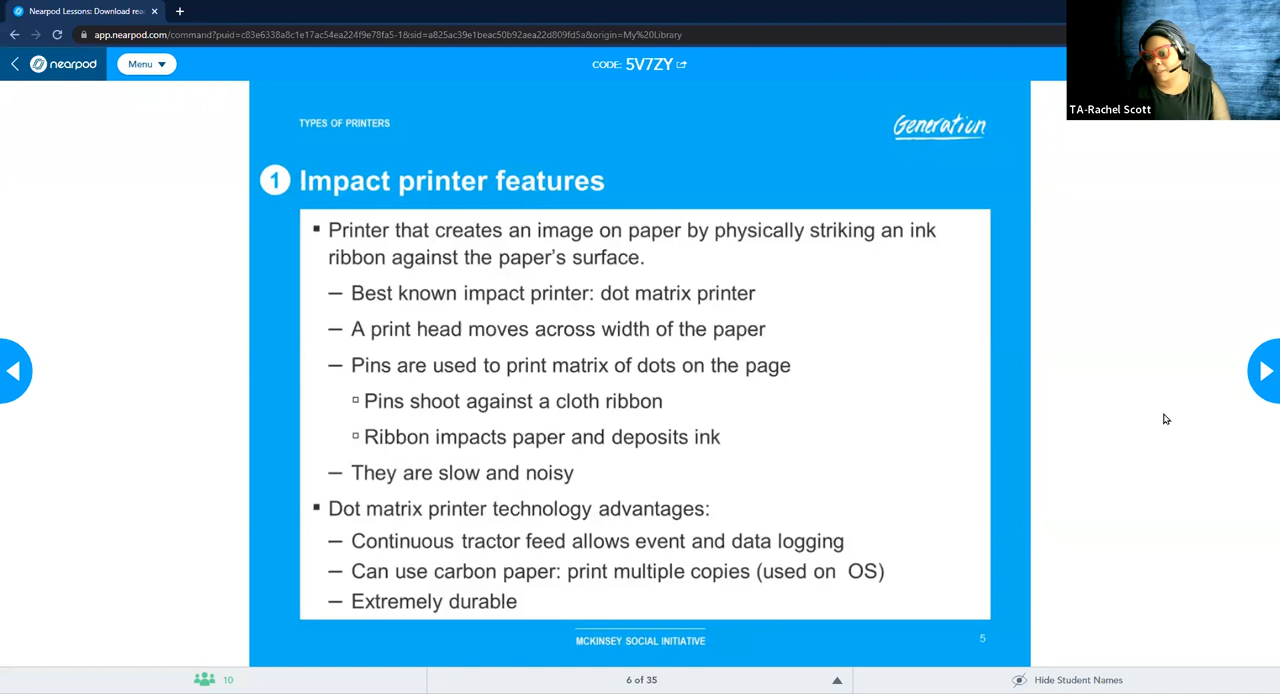 Nearpod Lessons: Download rea
app.nearpod.com/command?puid=c83e6338a8c1e17ac54ea224f9e78fa5-1&sid=a825ac39e1beac50b92aea22d809fd5a&origin=My%20Library
nearpod
Menu
CODE: 5V7ZY
TA-Rachel Scott
TYPES OF PRINTERS
Generation
1 Impact printer features
▪ Printer that creates an image on paper by physically striking an ink
ribbon against the paper's surface.
– Best known impact printer: dot matrix printer
– A print head moves across width of the paper
– Pins are used to print matrix of dots on the page
▫ Pins shoot against a cloth ribbon
▫ Ribbon impacts paper and deposits ink
– They are slow and noisy
▪ Dot matrix printer technology advantages:
– Continuous tractor feed allows event and data logging
– Can use carbon paper: print multiple copies (used on OS)
– Extremely durable
MCKINSEY SOCIAL INITIATIVE
5
10
6 of 35
Hide Student Names